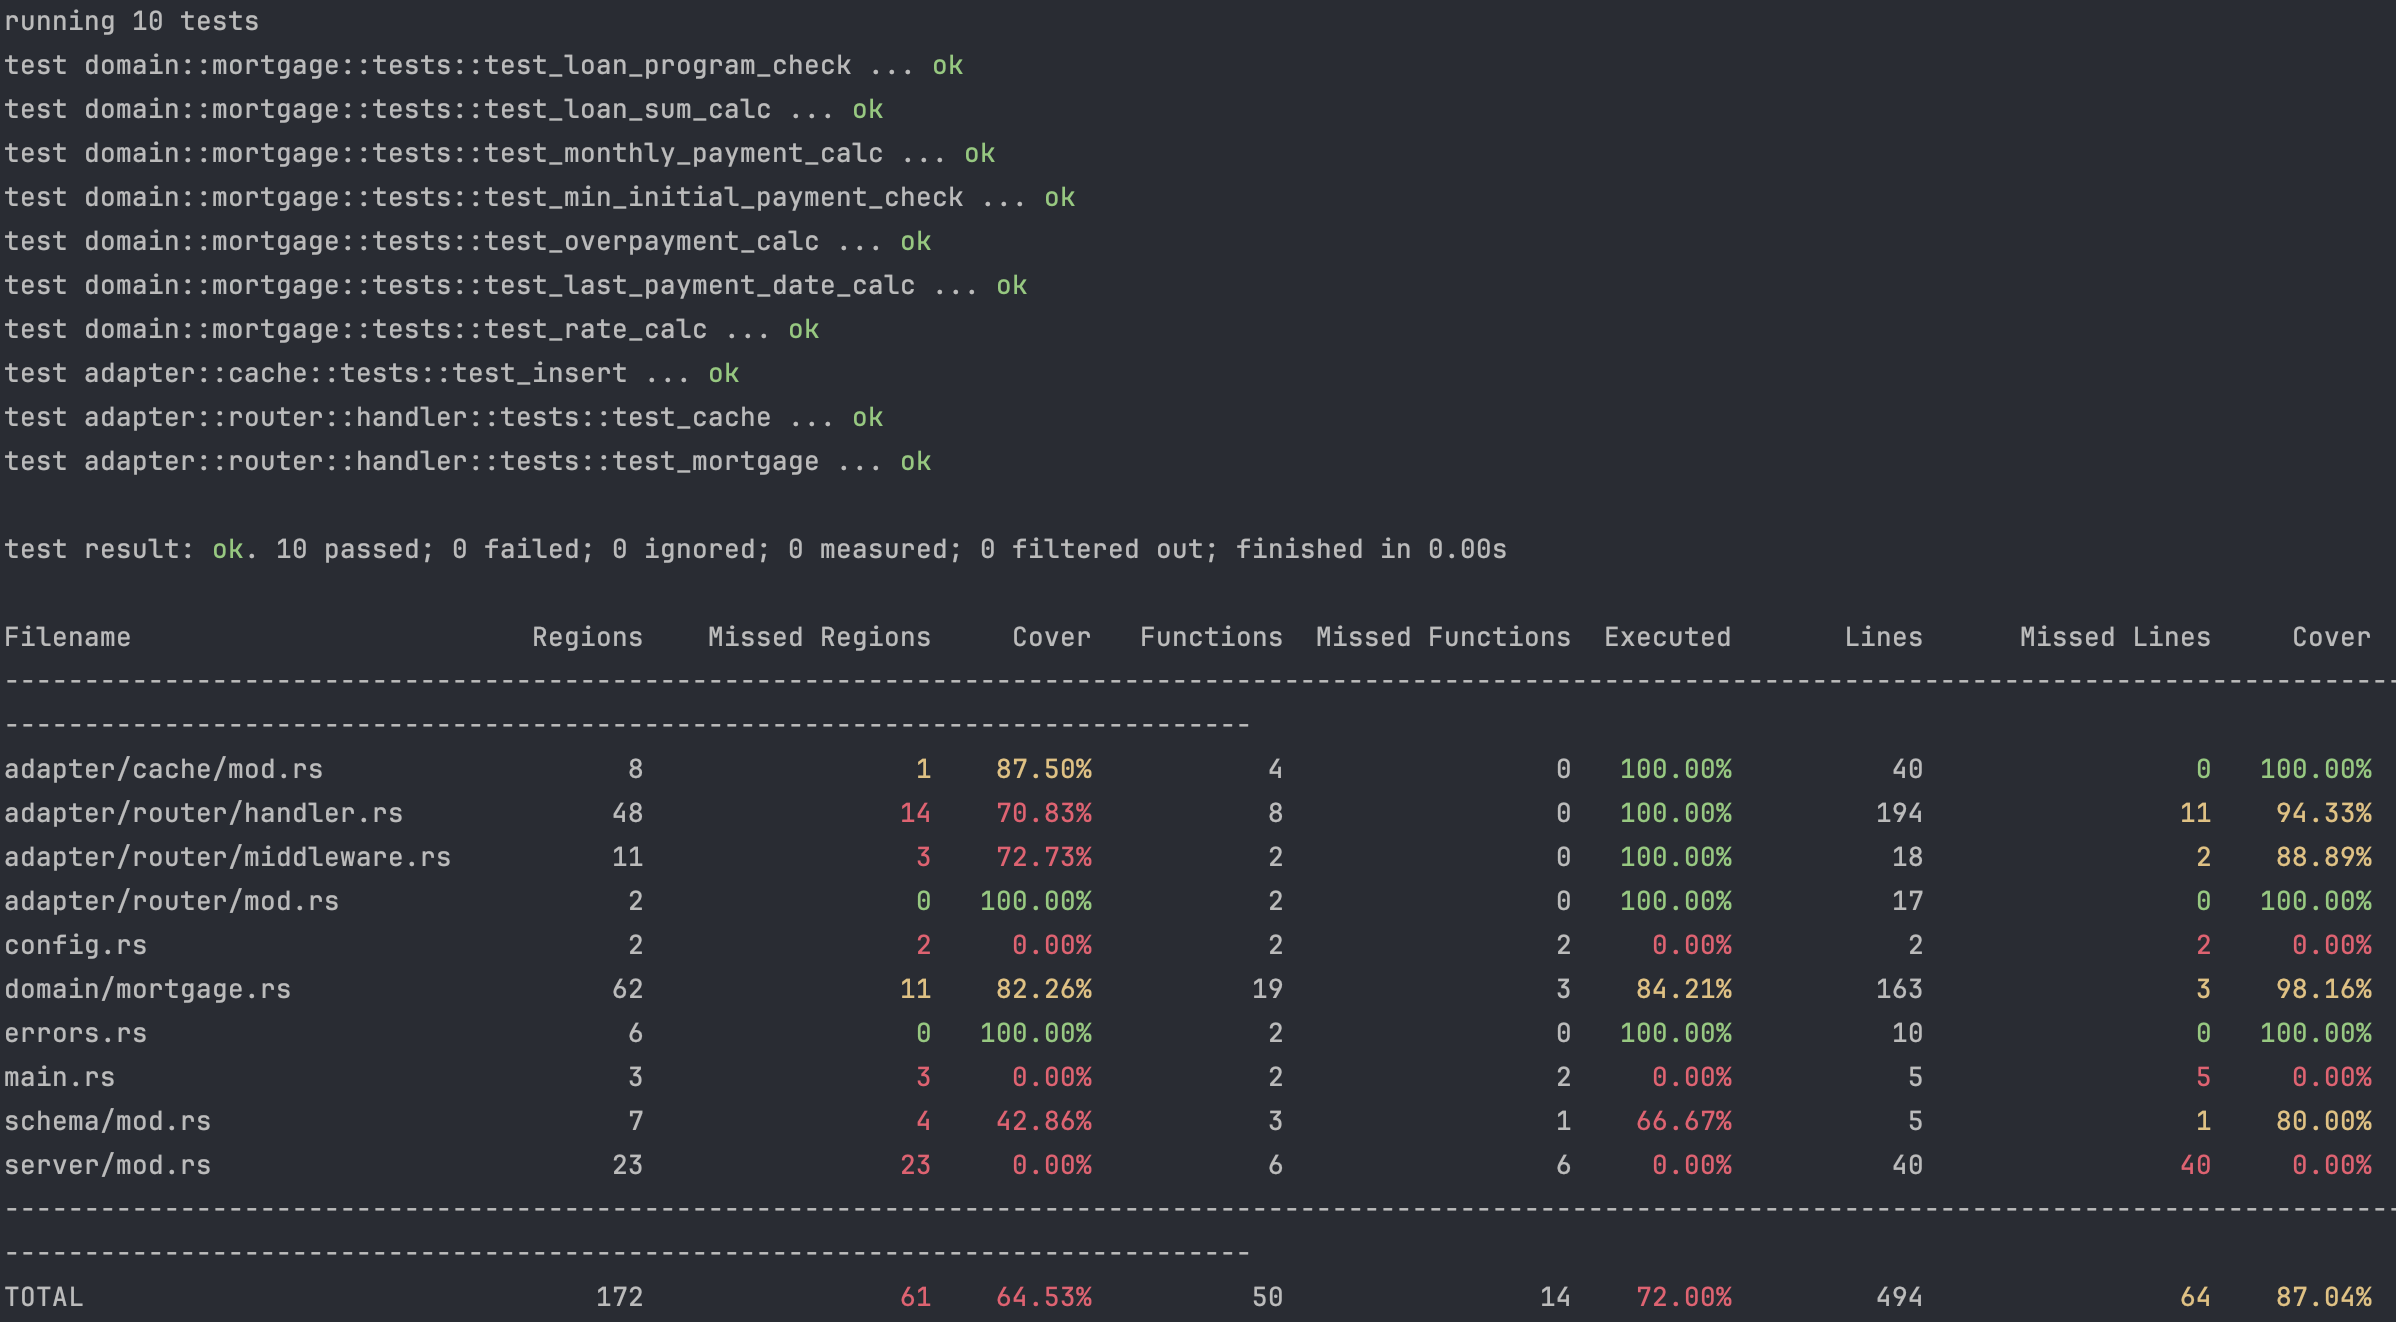 running 10 tests
test domain::mortgage::tests::test_loan_program_check ... ok
test domain::mortgage::tests::test_loan_sum_calc ... ok
test domain::mortgage::tests::test_monthly_payment_calc ... ok
test domain::mortgage::tests::test_min_initial_payment_check ... ok
test domain::mortgage::tests::test_overpayment_calc ... ok
test domain::mortgage::tests::test_last_payment_date_calc ... ok
test domain::mortgage::tests::test_rate_calc ... ok
test adapter::cache::tests::test_insert ... ok
test adapter::router::handler::tests::test_cache ... ok
test adapter::router::handler::tests::test_mortgage ... ok
test result: ok. 10 passed; 0 failed; 0 ignored; 0 measured; 0 filtered out; finished in 0.00s
Filename Regions Missed Regions Cover Functions Missed Functions Executed Lines Missed Lines Cover
------------------------------------------------------------------------------------------------------------------------------------------------------
------------------------------------------------------------------------------
adapter/cache/mod.rs 8 1 87.50% 4 0 100.00% 40 0 100.00%
adapter/router/handler.rs 48 14 70.83% 8 0 100.00% 194 11 94.33%
adapter/router/middleware.rs 11 3 72.73% 2 0 100.00% 18 2 88.89%
adapter/router/mod.rs 2 0 100.00% 2 0 100.00% 17 0 100.00%
config.rs 2 2 0.00% 2 2 0.00% 2 2 0.00%
domain/mortgage.rs 62 11 82.26% 19 3 84.21% 163 3 98.16%
errors.rs 6 0 100.00% 2 0 100.00% 10 0 100.00%
main.rs 3 3 0.00% 2 2 0.00% 5 5 0.00%
schema/mod.rs 7 4 42.86% 3 1 66.67% 5 1 80.00%
server/mod.rs 23 23 0.00% 6 6 0.00% 40 40 0.00%
------------------------------------------------------------------------------------------------------------------------------------------------------
------------------------------------------------------------------------------
TOTAL 172 61 64.53% 50 14 72.00% 494 64 87.04%